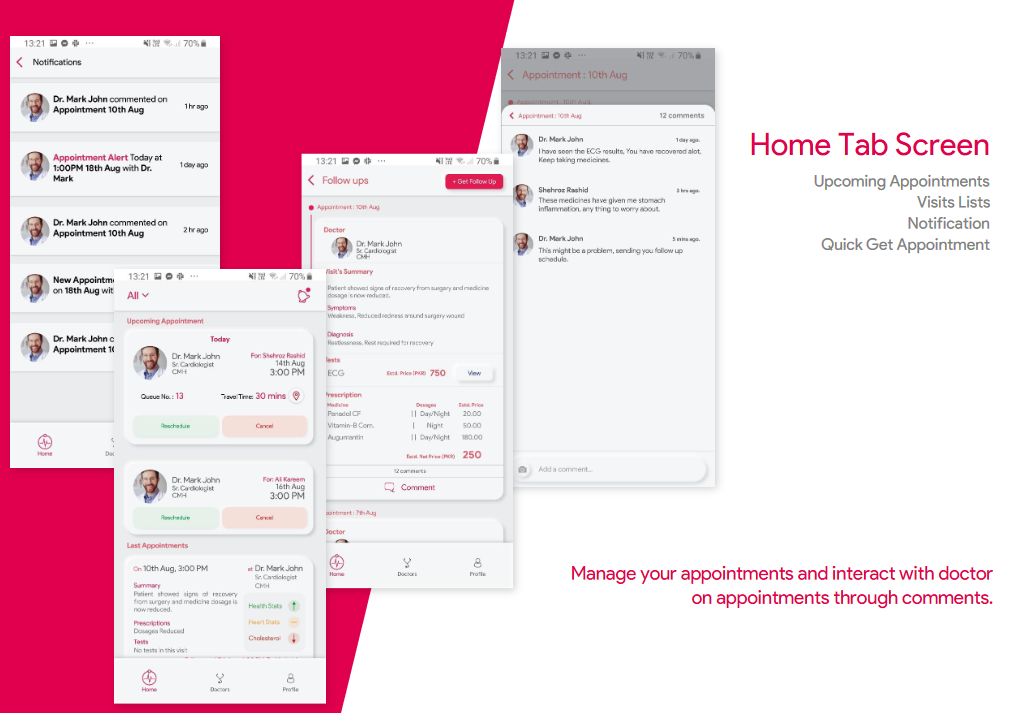 13:21 70%
Notifications
Dr. Mark John commented on
Appointment 10th Aug
1 hr ago
Appointment Alert Today at
1:00PM 18th Aug with Dr.
Mark
1 day ago
Dr. Mark John commented on
Appointment 10th Aug
2 hr ago
New Appointm
on 18th Aug wit
Dr. Mark John c
Appointment 10
Home
13:21 70%
All
Upcoming Appointment
Today
Dr. Mark John
Sr. Cardiologist
CMH
For: Shehroz Rashid
14th Aug
3:00 PM
Queue No. : 13
Travel Time: 30 mins
Reschedule Cancel
Dr. Mark John
Sr. Cardiologist
CMH
For: Ali Kareem
16th Aug
3:00 PM
Reschedule Cancel
Last Appointments
On 10th Aug, 3:00 PM
at Dr. Mark John
Sr. Cardiologist
CMH
Summary
Patient showed signs of recovery
from surgery and medicine dosage is
now reduced.
Prescriptions
Dosages Reduced
Tests
No tests in this visit
Health Stats
Heart Stats
Cholesterol
Home Doctors Profile
13:21 70%
Follow ups
+ Get Follow Up
Appointment : 10th Aug
Doctor
Dr. Mark John
Sr. Cardiologist
CMH
Visit's Summary
Patient showed signs of recovery from surgery and medicine
dosage is now reduced.
Symptoms
Weakness, Reduced redness around surgery wound
Diagnosis
Restlessness, Rest required for recovery
Tests
ECG
Escd. Price (PKR) 750
View
Prescription
Medicine Dosages Estd. Price
Panadol CF || Day/Night 20.00
Vitamin-B Com. | Night 50.00
Augumantin || Day/Night 180.00
Escd. Net Price (PKR) 250
12 comments
Comment
ointment : 7th Aug
Doctor
Home Doctors Profile
13:21 70%
Appointment : 10th Aug
Appointment : 10th Aug
Appointment : 10th Aug
12 comments
Dr. Mark John
1 day ago.
I have seen the ECG results, You have recovered alot.
Keep taking medicines.
Shehroz Rashid
3 hrs ago.
These medicines have given me stomach
inflammation, any thing to worry about.
Dr. Mark John
5 mins ago.
This might be a problem, sending you follow up
schedule.
Add a comment...
Home Tab Screen
Upcoming Appointments
Visits Lists
Notification
Quick Get Appointment
Manage your appointments and interact with doctor
on appointments through comments.